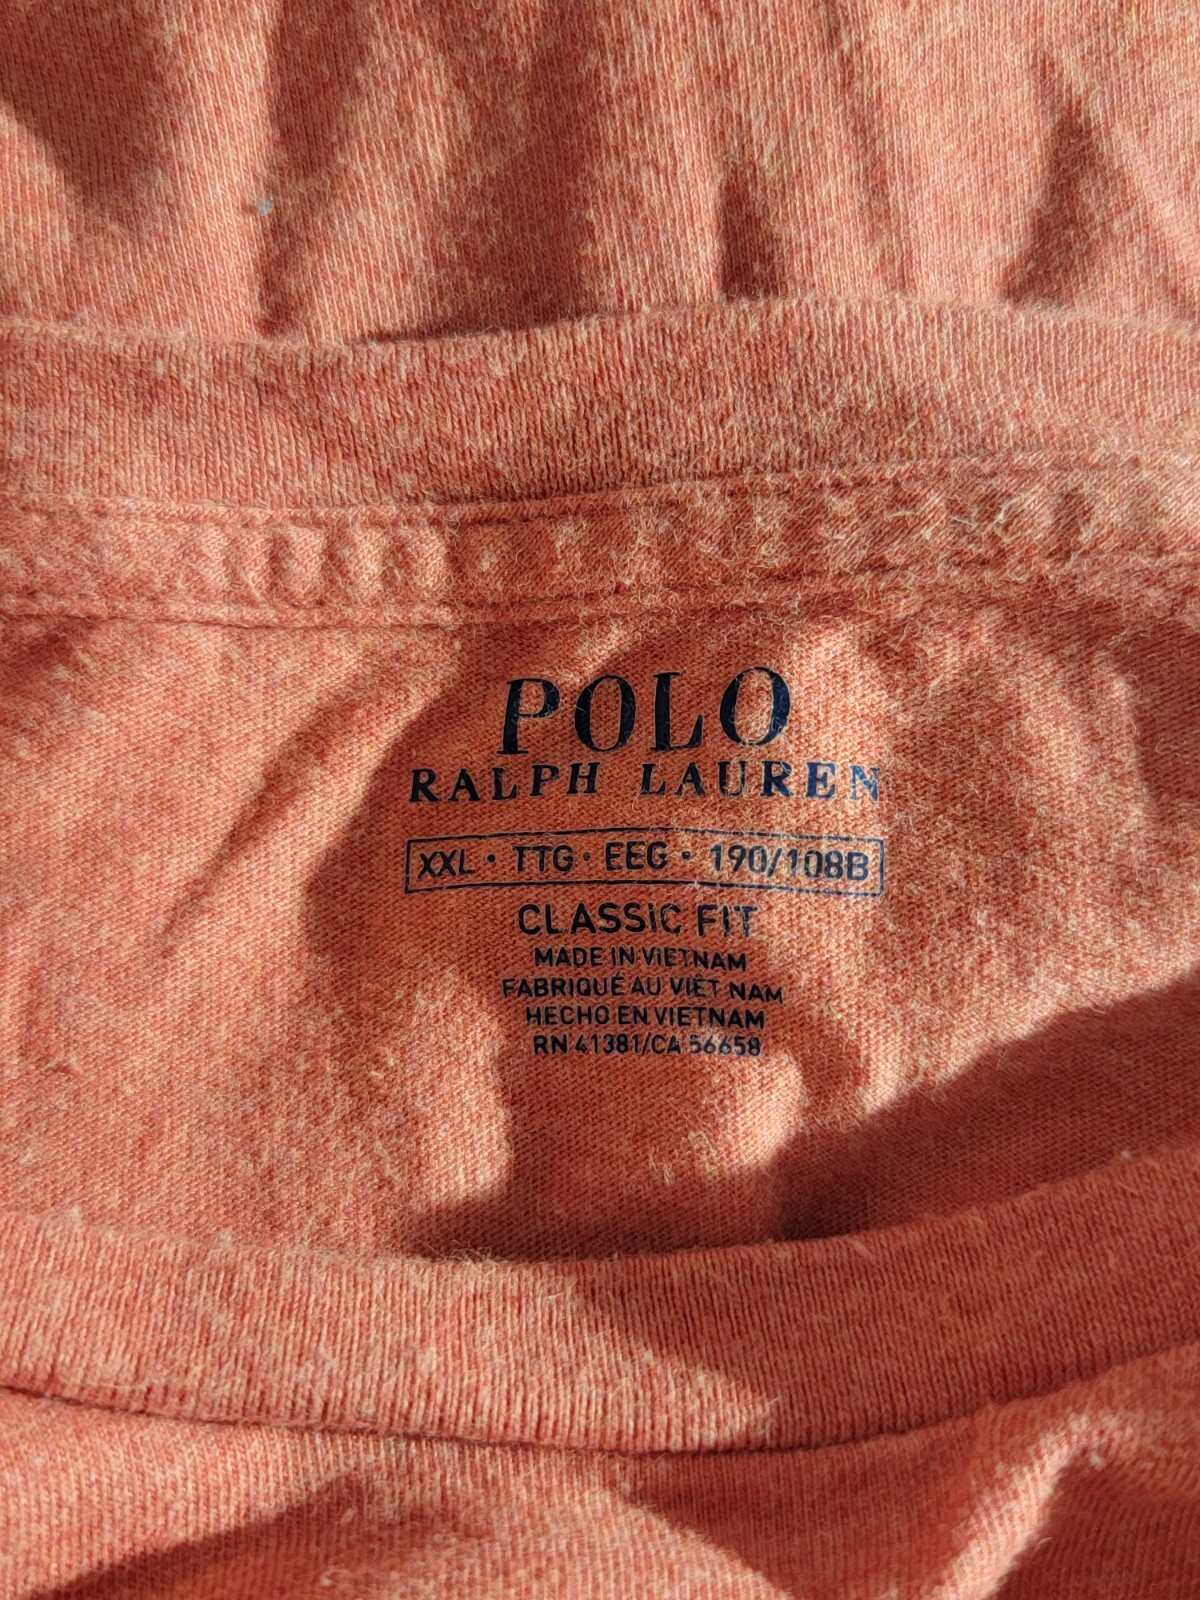 POLO
RALPH LAUREN
XXL • TTG • EEG • 190/108B
CLASSIC FIT
MADE IN VIETNAM
FABRIQUÉ AU VIÊT NAM
HECHO EN VIETNAM
RN 41381/CA 56658